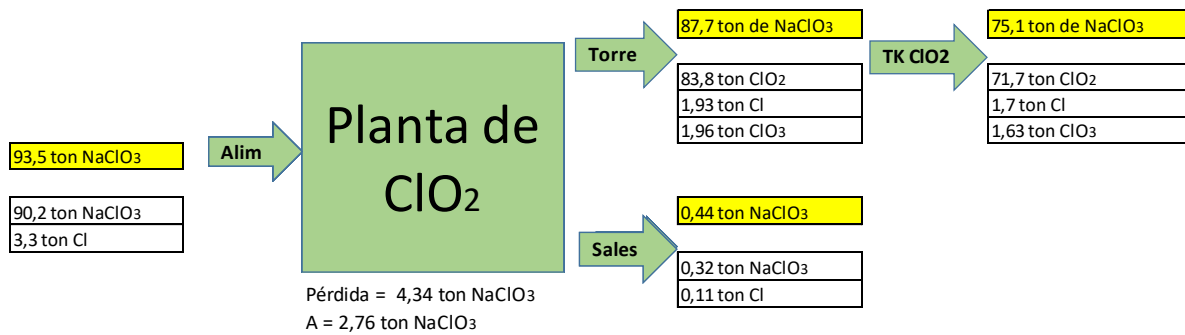 93,5 ton NaClO3
90,2 ton NaClO3
3,3 ton Cl
Alim
Planta de
ClO2
Pérdida = 4,34 ton NaClO3
A = 2,76 ton NaClO3
Torre
87,7 ton de NaClO3
83,8 ton ClO2
1,93 ton Cl
1,96 ton ClO3
TK ClO2
75,1 ton de NaClO3
71,7 ton ClO2
1,7 ton Cl
1,63 ton ClO3
Sales
0,44 ton NaClO3
0,32 ton NaClO3
0,11 ton Cl